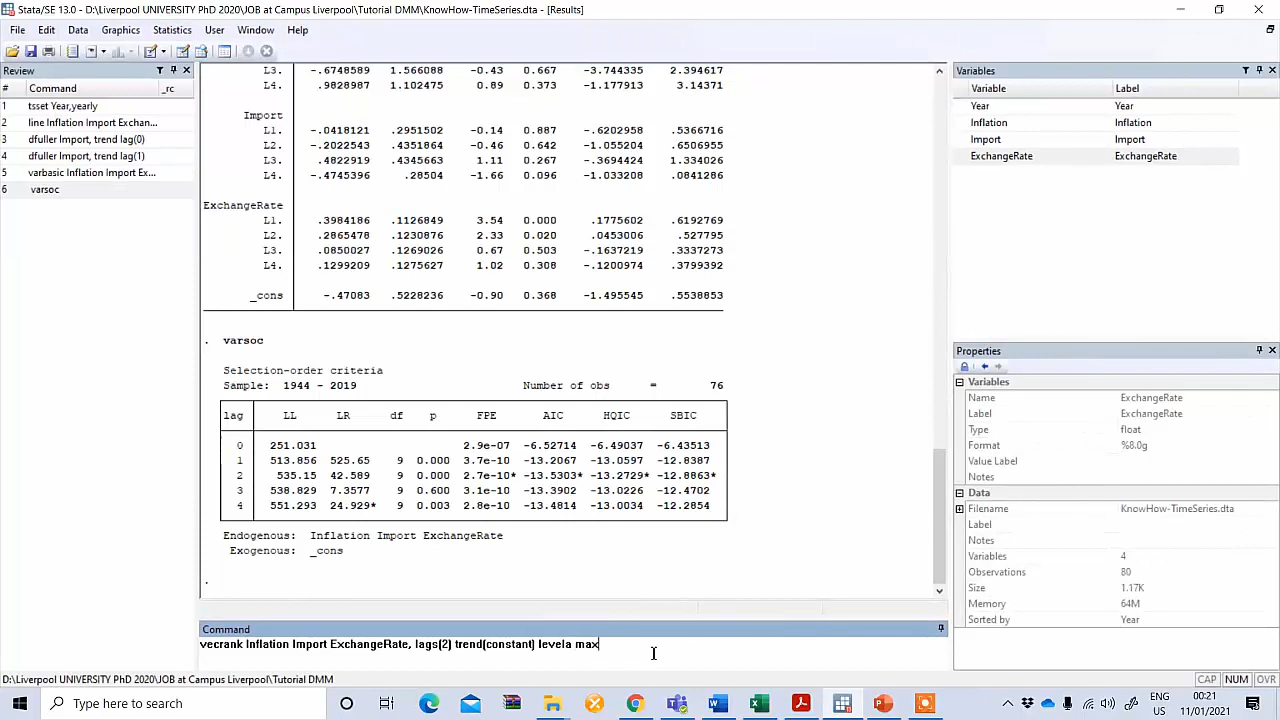 Stata/SE 13.0 - D:\Liverpool UNIVERSITY PhD 2020\JOB at Campus Liverpool\Tutorial DMM\KnowHow-TimeSeries.dta - [Results]
File Edit Data Graphics Statistics User Window Help
Review
# Command _rc
1 tsset Year,yearly
2 line Inflation Import Exchan...
3 dfuller Import, trend lag(0)
4 dfuller Import, trend lag(1)
5 varbasic Inflation Import Ex...
6 varsoc
L3. -.6748589 1.566088 -0.43 0.667 -3.744335 2.394617
L4. .9828987 1.102475 0.89 0.373 -1.177913 3.14371
Import
L1. -.0418121 .2951502 -0.14 0.887 -.6202958 .5366716
L2. -.2022543 .4351864 -0.46 0.642 -1.055204 .6506955
L3. .4822919 .4345663 1.11 0.267 -.3694424 1.334026
L4. -.4745396 .28504 -1.66 0.096 -1.033208 .0841286
ExchangeRate
L1. .3984186 .1126849 3.54 0.000 .1775602 .6192769
L2. .2865478 .1230876 2.33 0.020 .0453006 .527795
L3. .0850027 .1269026 0.67 0.503 -.1637219 .3337273
L4. .1299209 .1275627 1.02 0.308 -.1200974 .3799392
_cons -.47083 .5228236 -0.90 0.368 -1.495545 .5538853
. varsoc
Selection-order criteria
Sample: 1944 - 2019 Number of obs = 76
lag LL LR df p FPE AIC HQIC SBIC
0 251.031 2.9e-07 -6.52714 -6.49037 -6.43513
1 513.856 525.65 9 0.000 3.7e-10 -13.2067 -13.0597 -12.8387
2 535.15 42.589 9 0.000 2.7e-10* -13.5303* -13.2729* -12.8863*
3 538.829 7.3577 9 0.600 3.1e-10 -13.3902 -13.0226 -12.4702
4 551.293 24.929* 9 0.003 2.8e-10 -13.4814 -13.0034 -12.2854
Endogenous: Inflation Import ExchangeRate
Exogenous: _cons
.
Command
vecrank Inflation Import ExchangeRate, lags(2) trend(constant) levela max
Variables
Variable Label
Year Year
Inflation Inflation
Import Import
ExchangeRate ExchangeRate
Properties
Variables
Name ExchangeRate
Label ExchangeRate
Type float
Format %8.0g
Value Label
Notes
Data
Filename KnowHow-TimeSeries.dta
Label
Notes
Variables 4
Observations 80
Size 1.17K
Memory 64M
Sorted by Year
D:\Liverpool UNIVERSITY PhD 2020\JOB at Campus Liverpool\Tutorial DMM CAP NUM OVR
Type here to search
ENG
US
00:21
11/01/2021